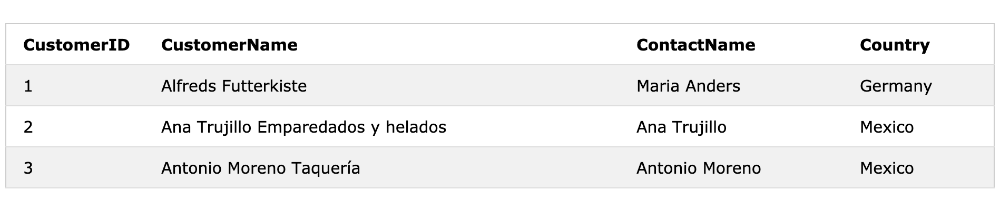 CustomerID CustomerName ContactName Country
1 Alfreds Futterkiste Maria Anders Germany
2 Ana Trujillo Emparedados y helados Ana Trujillo Mexico
3 Antonio Moreno Taquería Antonio Moreno Mexico